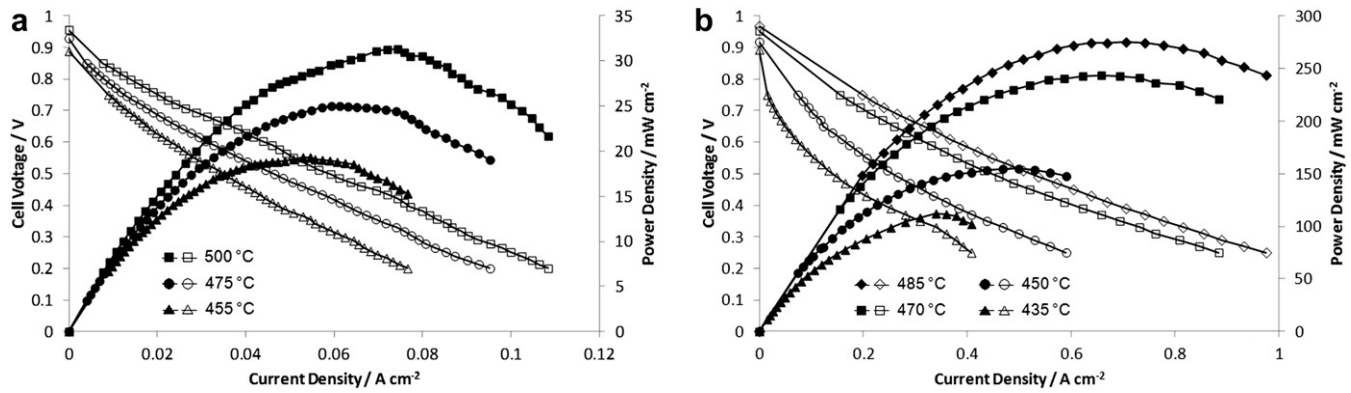 a
1
0.9
0.8
0.7
0.6
0.5
0.4
0.3
0.2
0.1
0
Cell Voltage / V
35
30
25
20
15
10
5
0
Power Density / mW cm-2
500 °C
475 °C
455 °C
0 0.02 0.04 0.06 0.08 0.1 0.12
Current Density / A cm-2
b
1
0.9
0.8
0.7
0.6
0.5
0.4
0.3
0.2
0.1
0
Cell Voltage / V
300
250
200
150
100
50
0
Power Density / mW cm-2
485 °C 450 °C
470 °C 435 °C
0 0.2 0.4 0.6 0.8 1
Current Density / A cm-2